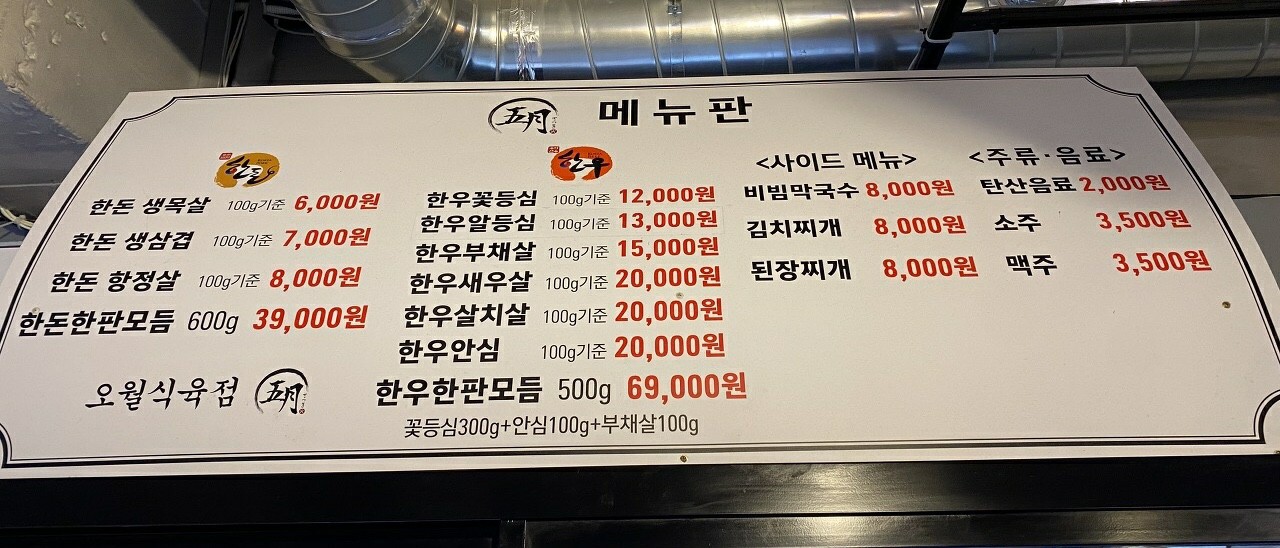 五月 메뉴판
한돈
한돈 생목살 100g기준 6,000원
한돈 생삼겹 100g기준 7,000원
한돈 항정살 100g기준 8,000원
한돈한판모듬 600g 39,000원
오월식육점 五月
한우
한우꽃등심 100g기준 12,000원
한우알등심 100g기준 13,000원
한우부채살 100g기준 15,000원
한우새우살 100g기준 20,000원
한우살치살 100g기준 20,000원
한우안심 100g기준 20,000원
한우한판모듬 500g 69,000원
꽃등심300g+안심100g+부채살100g
<사이드 메뉴>
비빔막국수 8,000원
김치찌개 8,000원
된장찌개 8,000원
<주류·음료>
탄산음료 2,000원
소주 3,500원
맥주 3,500원